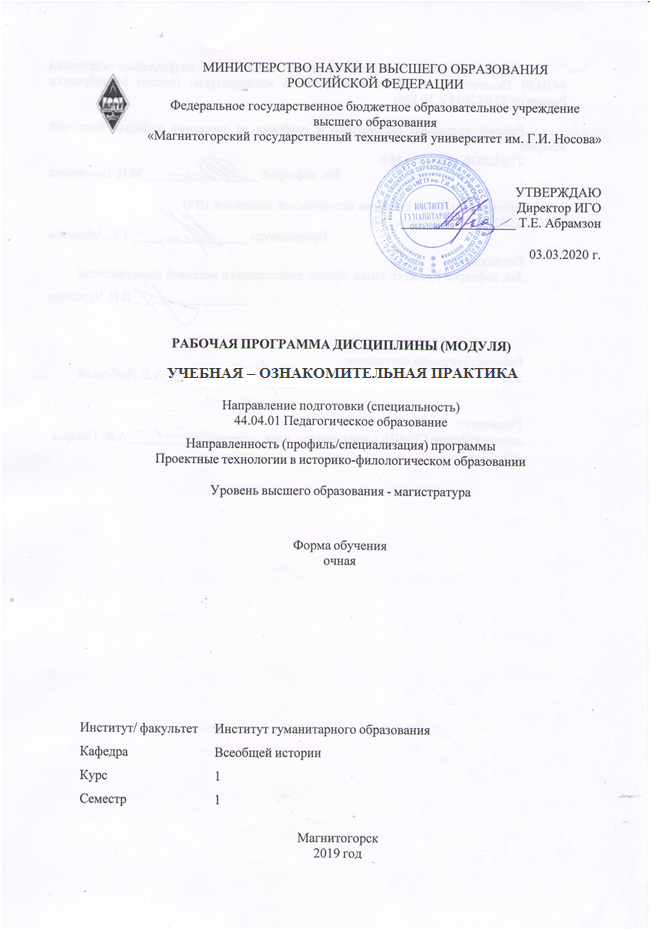 МИНИСТЕРСТВО НАУКИ И ВЫСШЕГО ОБРАЗОВАНИЯ
РОССИЙСКОЙ ФЕДЕРАЦИИ
Федеральное государственное бюджетное образовательное учреждение
высшего образования
«Магнитогорский государственный технический университет им. Г.И. Носова»
УТВЕРЖДАЮ
Директор ИГО
Т.Е. Абрамзон
03.03.2020 г.
ИНСТИТУТ
ГУМАНИТАРНОГО
ОБРАЗОВАНИЯ
РАБОЧАЯ ПРОГРАММА ДИСЦИПЛИНЫ (МОДУЛЯ)
УЧЕБНАЯ – ОЗНАКОМИТЕЛЬНАЯ ПРАКТИКА
Направление подготовки (специальность)
44.04.01 Педагогическое образование
Направленность (профиль/специализация) программы
Проектные технологии в историко-филологическом образовании
Уровень высшего образования - магистратура
Форма обучения
очная
Институт/ факультет Институт гуманитарного образования
Кафедра Всеобщей истории
Курс 1
Семестр 1
Магнитогорск
2019 год